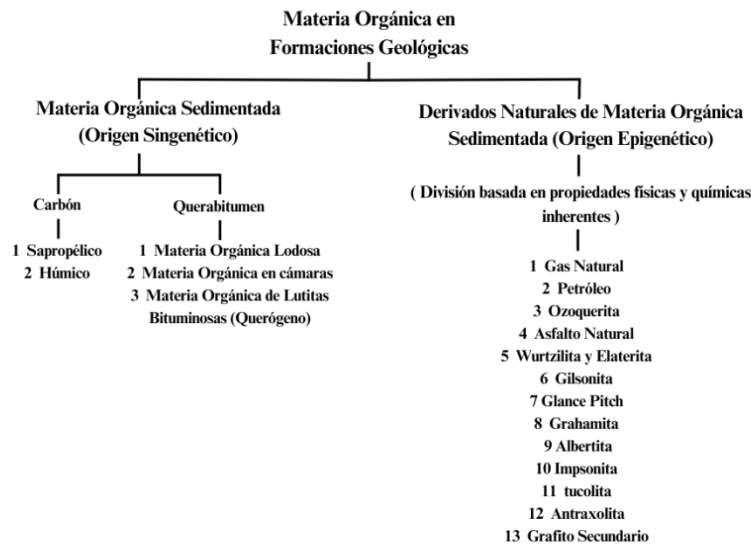 Materia Orgánica en
Formaciones Geológicas
Materia Orgánica Sedimentada
(Origen Singenético)
Carbón
1 Sapropélico
2 Húmico
Querabitumen
1 Materia Orgánica Lodosa
2 Materia Orgánica en cámaras
3 Materia Orgánica de Lutitas
Bituminosas (Querógeno)
Derivados Naturales de Materia Orgánica
Sedimentada (Origen Epigenético)
( División basada en propiedades físicas y químicas
inherentes )
1 Gas Natural
2 Petróleo
3 Ozoquerita
4 Asfalto Natural
5 Wurtzilita y Elaterita
6 Gilsonita
7 Glance Pitch
8 Grahamita
9 Albertita
10 Impsonita
11 tucolita
12 Antraxolita
13 Grafito Secundario